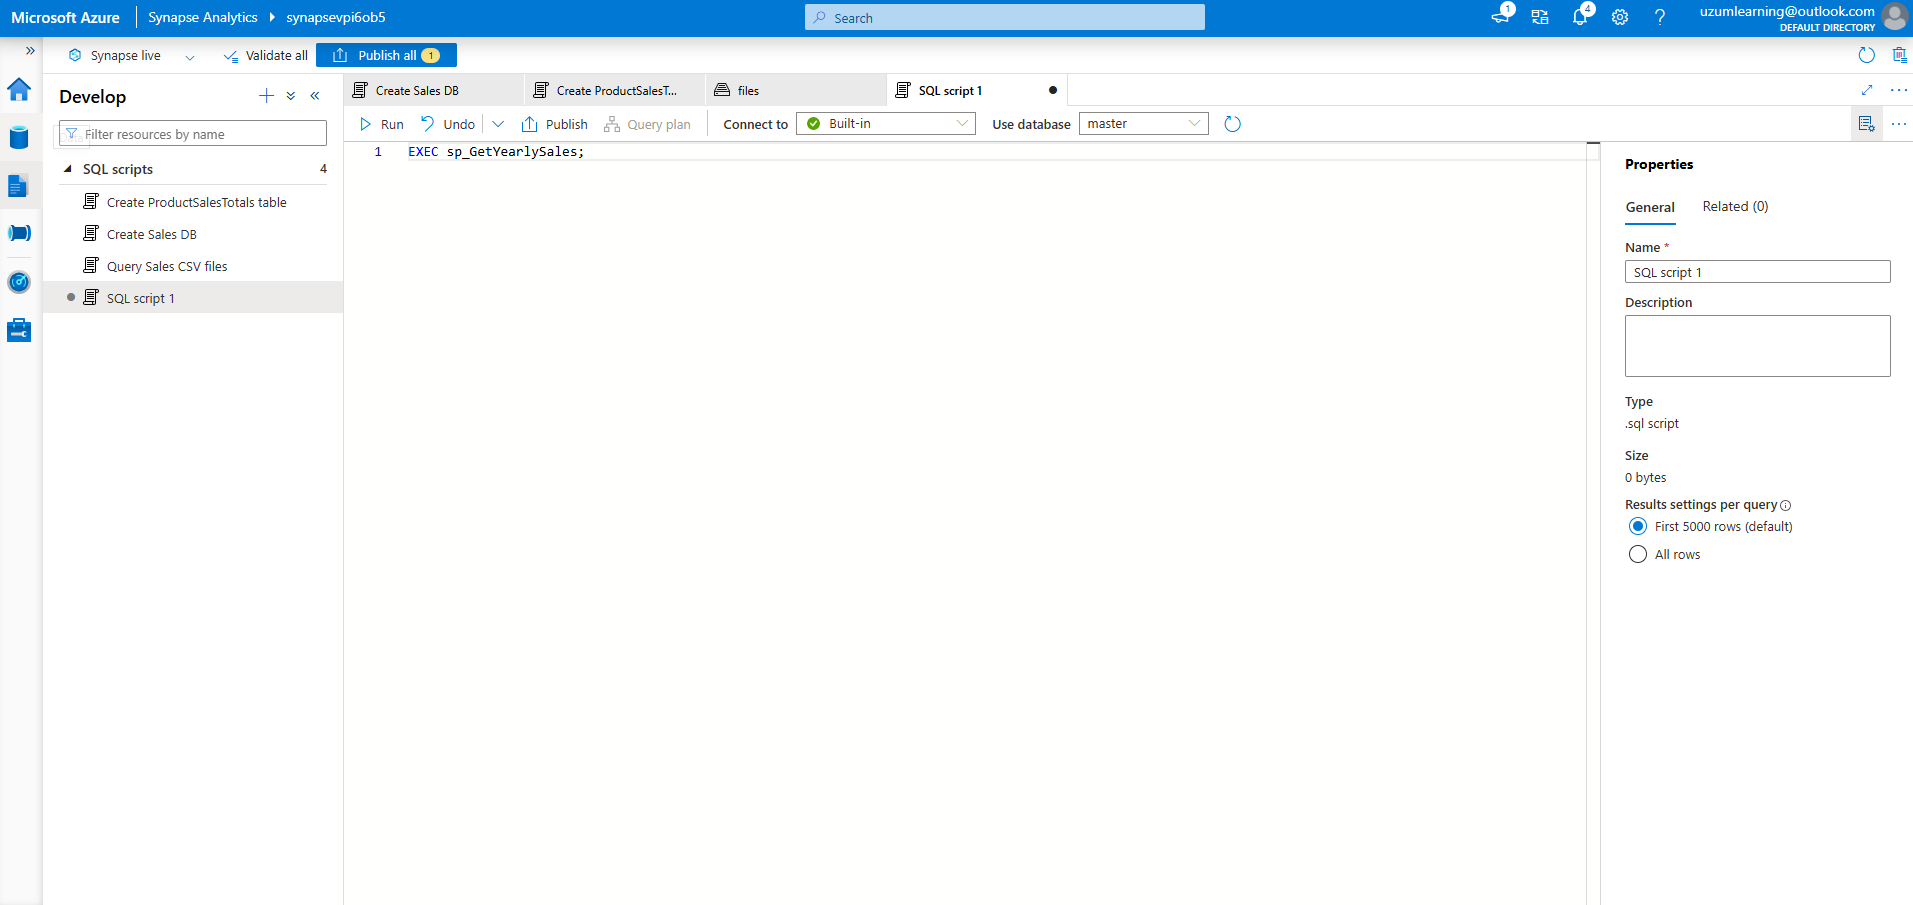 Microsoft Azure
Synapse Analytics
synapsevpi6ob5
Search
1
4
uzumlearning@outlook.com
DEFAULT DIRECTORY
Synapse live
Validate all
Publish all
1
Develop
Filter resources by name
SQL scripts
4
Create ProductSalesTotals table
Create Sales DB
Query Sales CSV files
SQL script 1
Create Sales DB
Create ProductSalesT...
files
SQL script 1
Run
Undo
Publish
Query plan
Connect to
Built-in
Use database
master
1
EXEC sp_GetYearlySales;
Properties
General
Related (0)
Name *
SQL script 1
Description
Type
.sql script
Size
0 bytes
Results settings per query
First 5000 rows (default)
All rows